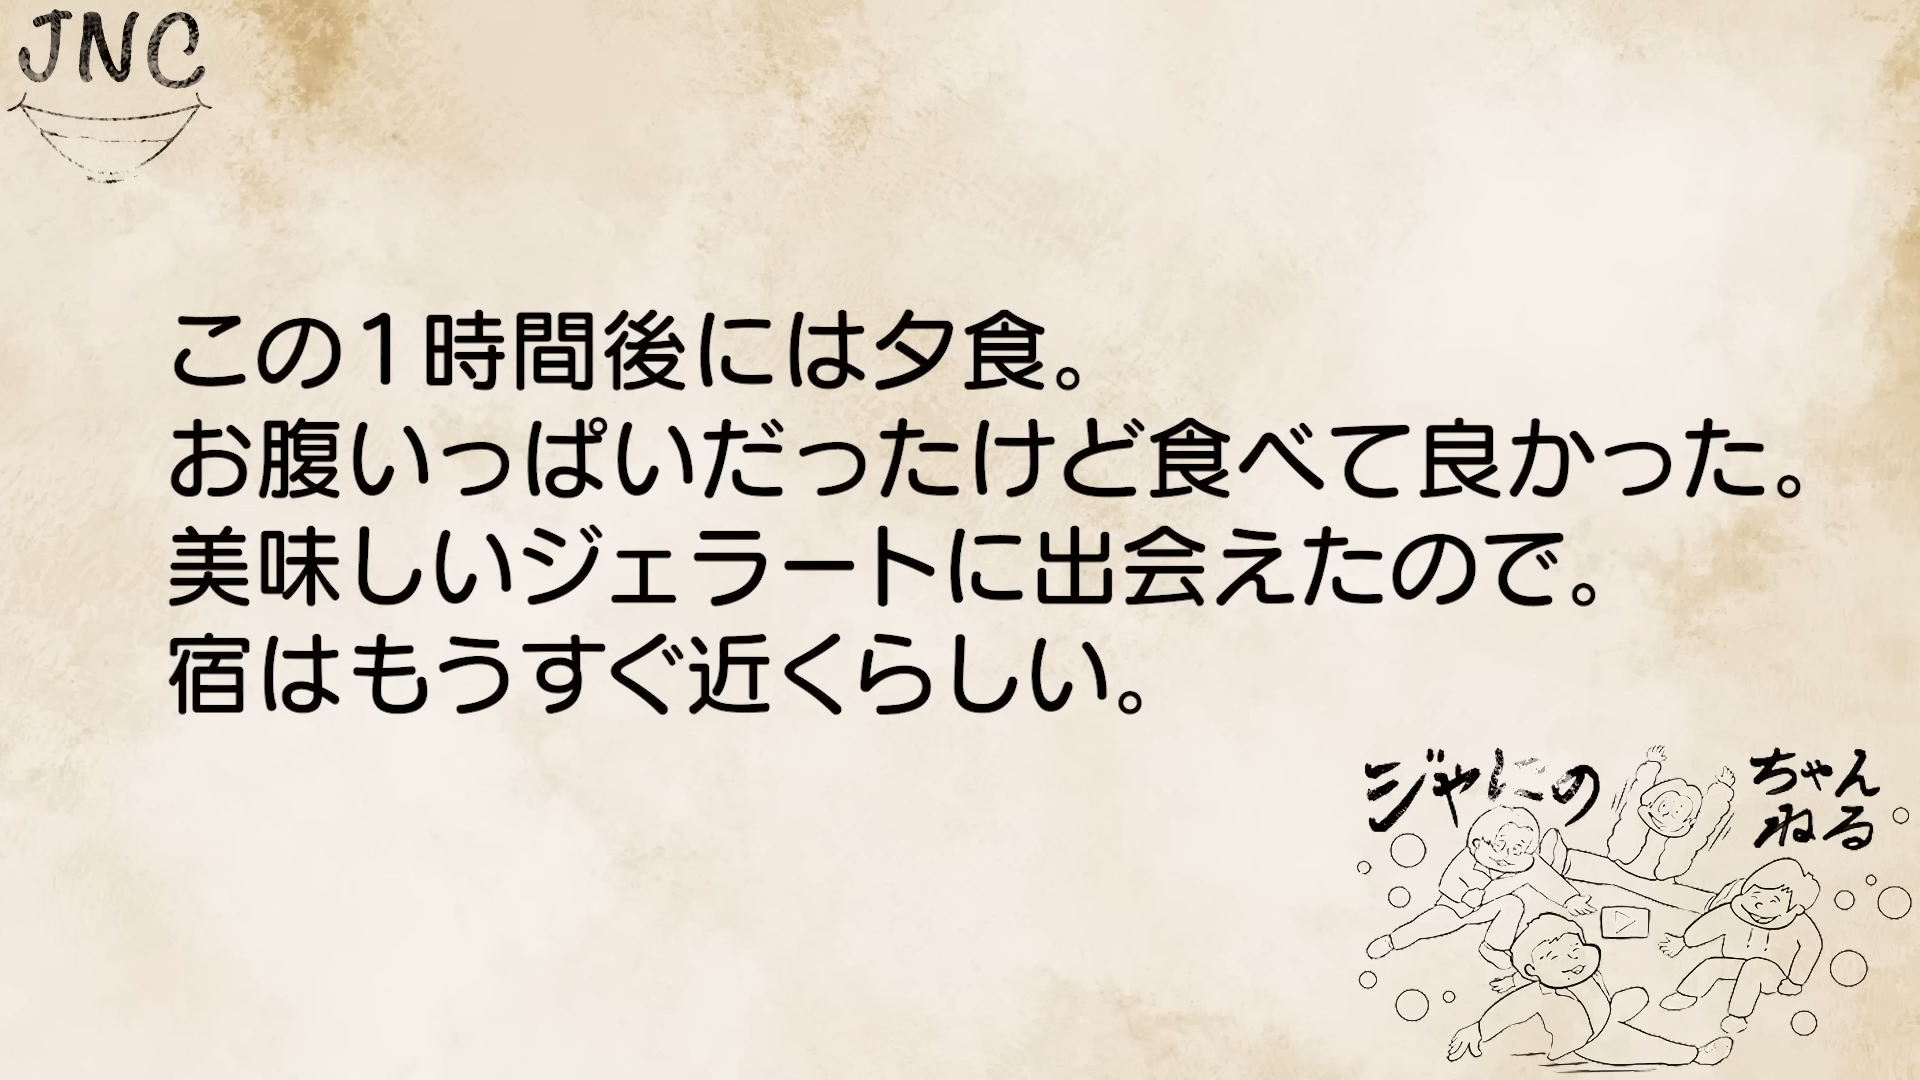 JNC
この1時間後には夕食。
お腹いっぱいだったけど食べて良かった。
美味しいジェラートに出会えたので。
宿はもうすぐ近くらしい。
ジャにの
ちゃん
ねる